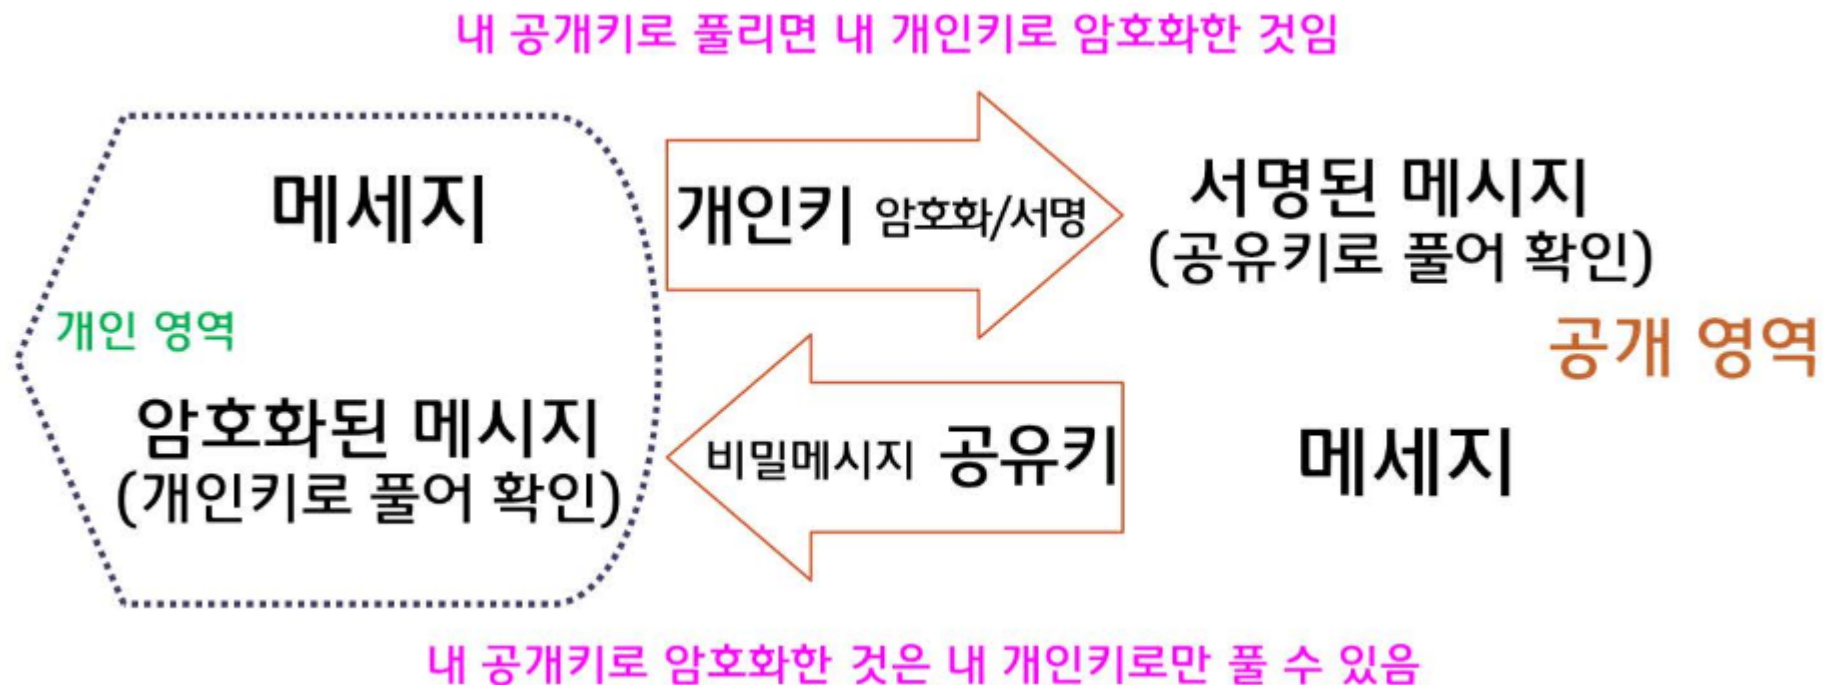 내 공개키로 풀리면 내 개인키로 암호화한 것임
메세지
개인키 암호화/서명
서명된 메시지
(공유키로 풀어 확인)
개인 영역
공개 영역
암호화된 메시지
(개인키로 풀어 확인)
비밀메시지 공유키
메세지
내 공개키로 암호화한 것은 내 개인키로만 풀 수 있음